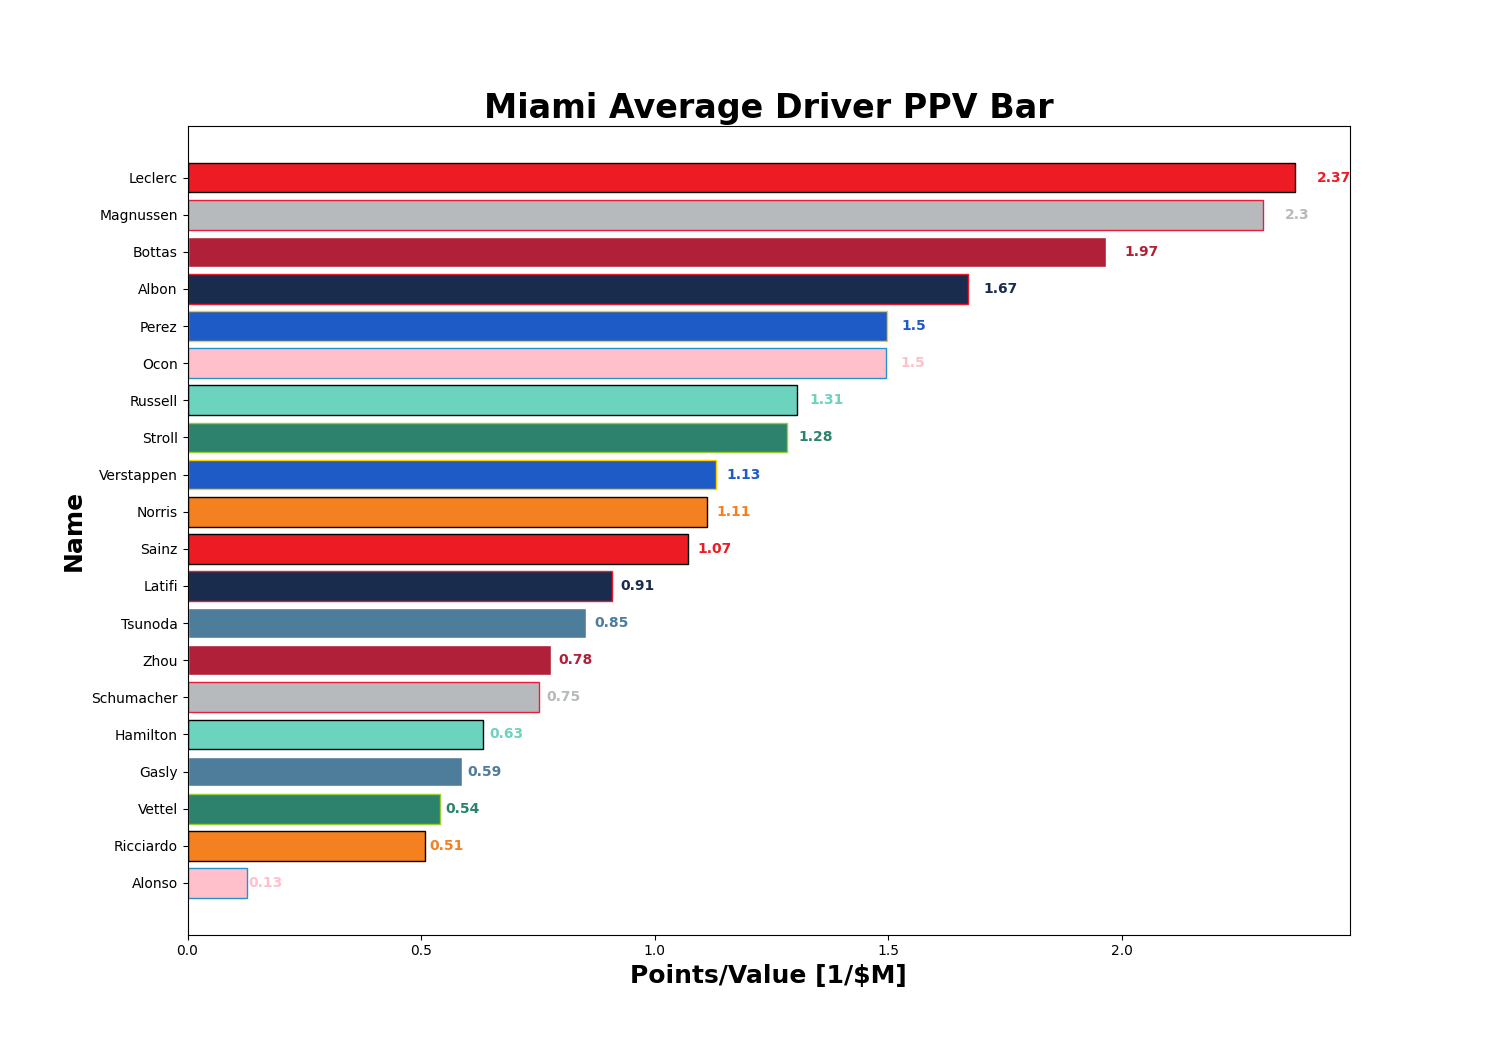 Miami Average Driver PPV Bar
Leclerc 2.37
Magnussen 2.3
Bottas 1.97
Albon 1.67
Perez 1.5
Ocon 1.5
Russell 1.31
Stroll 1.28
Verstappen 1.13
Norris 1.11
Sainz 1.07
Latifi 0.91
Tsunoda 0.85
Zhou 0.78
Schumacher 0.75
Hamilton 0.63
Gasly 0.59
Vettel 0.54
Ricciardo 0.51
Alonso 0.13
Name
0.0 0.5 1.0 1.5 2.0
Points/Value [1/$M]